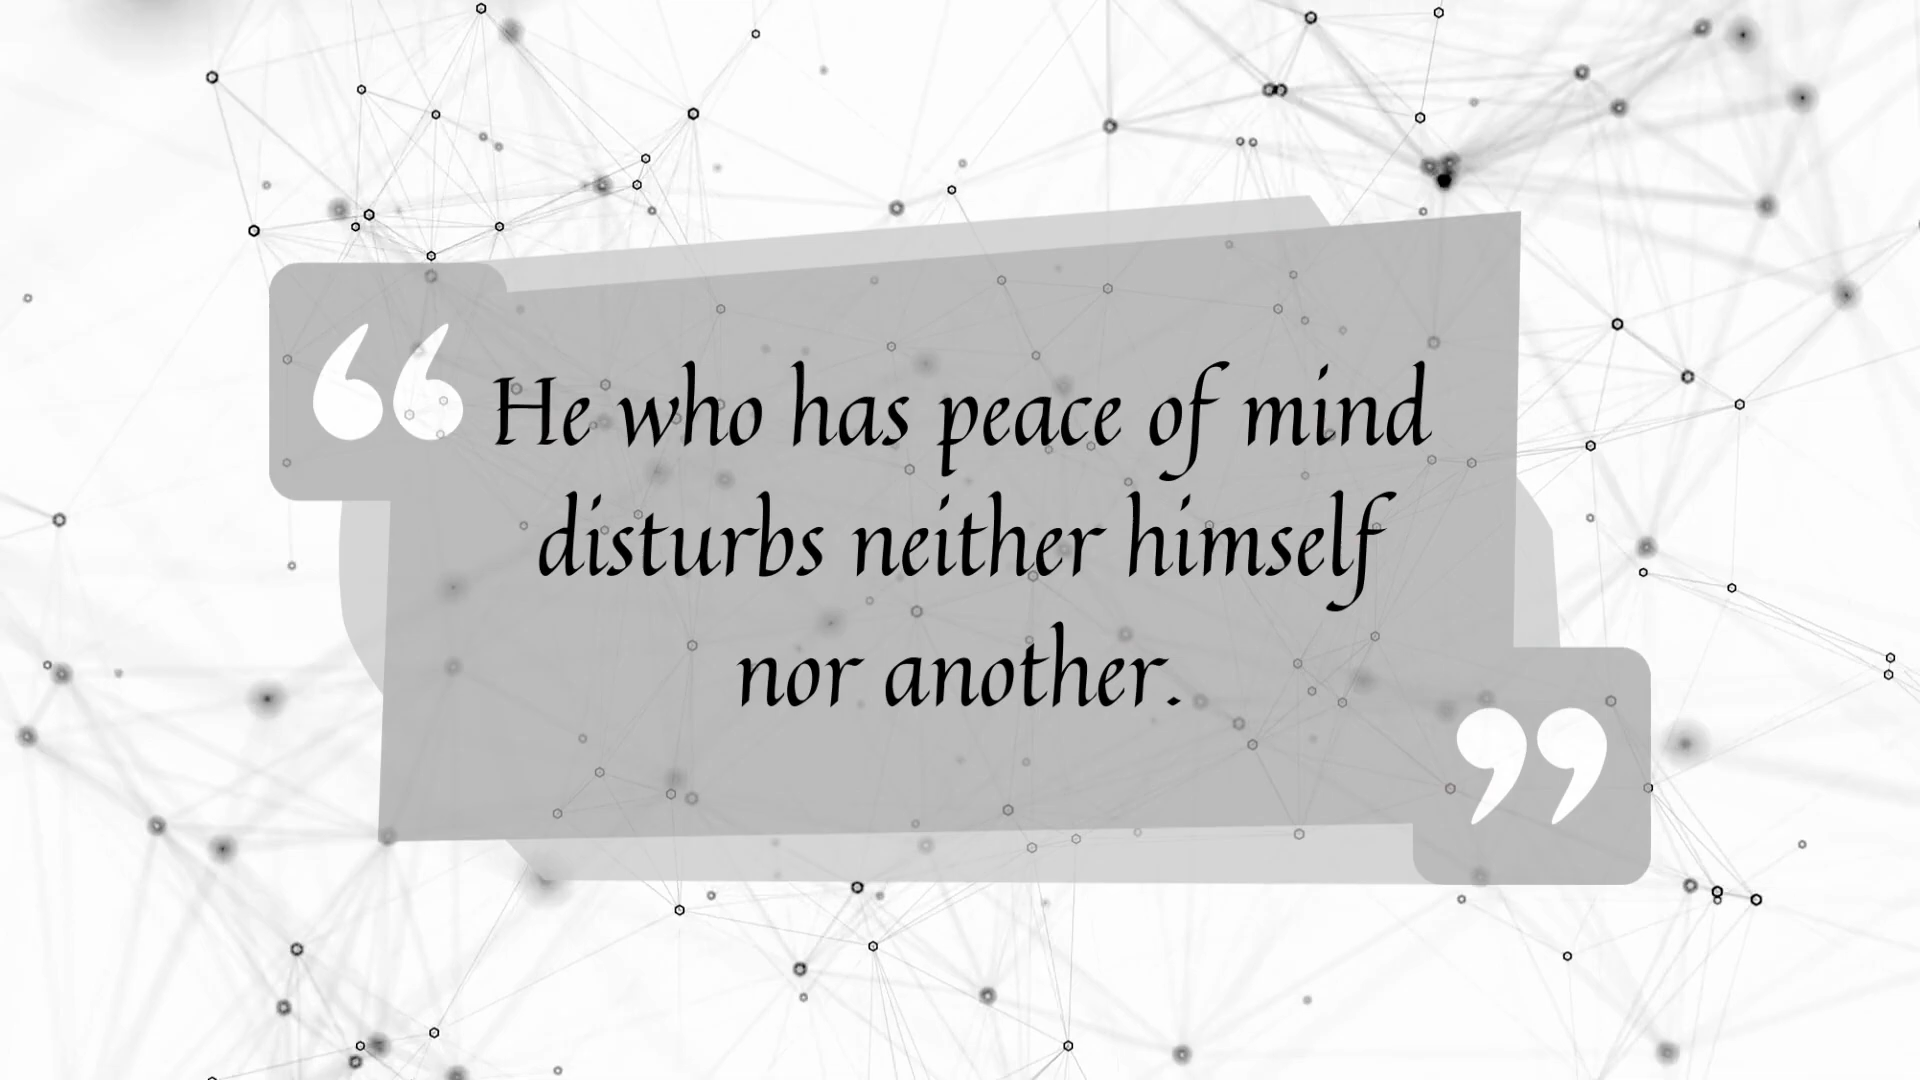 “He who has peace of mind
disturbs neither himself
nor another.”